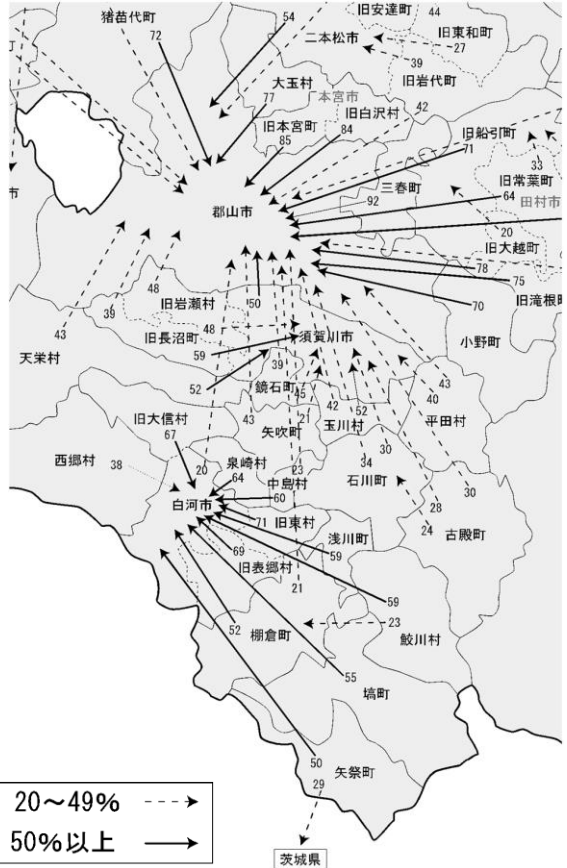 猪苗代町
54
旧安達町
44
72
二本松市
旧東和町
27
39
旧岩代町
大玉村
77
本宮市
旧白沢村
42
旧本宮町
84
85
旧船引町
71
33
三春町
旧常葉町
92
64
田村市
郡山市
20
旧大越町
市
78
75
70
旧滝根町
48
旧岩瀬村
50
39
48
43
旧長沼町
須賀川市
小野町
59
天栄村
39
43
52
鏡石町
45
40
21
42
52
平田村
旧大信村
43
矢吹町
玉川村
67
30
西郷村
38
20
泉崎村
23
34
64
中島村
石川町
30
60
28
白河市
71
旧東村
浅川町
24
古殿町
69
59
旧表郷村
21
59
52
棚倉町
23
鮫川村
55
塙町
50
矢祭町
29
20～49%
50%以上
茨城県